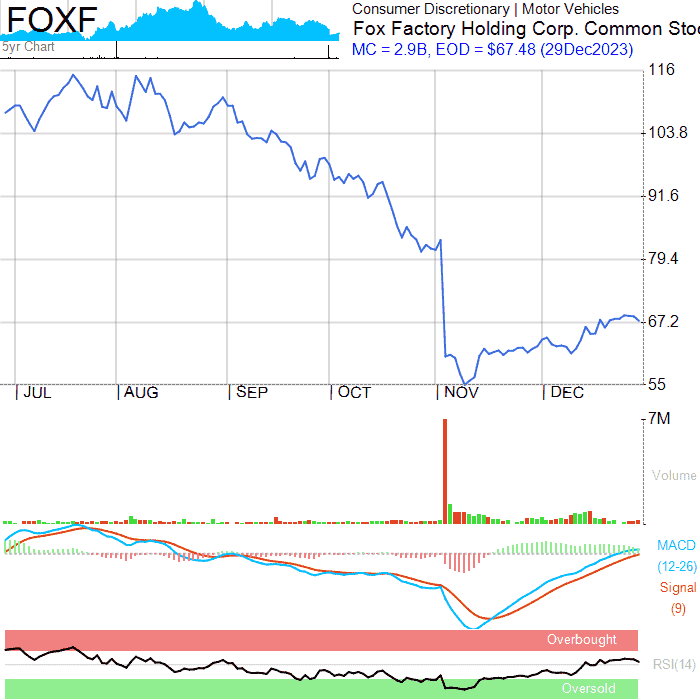 FOXF
5yr Chart
Consumer Discretionary | Motor Vehicles
Fox Factory Holding Corp. Common Stoc
MC = 2.9B, EOD = $67.48 (29Dec2023)
116
103.8
91.6
79.4
67.2
55
JUL AUG SEP OCT NOV DEC
7M
Volume
MACD
(12-26)
Signal
(9)
Overbought
RSI(14)
Oversold